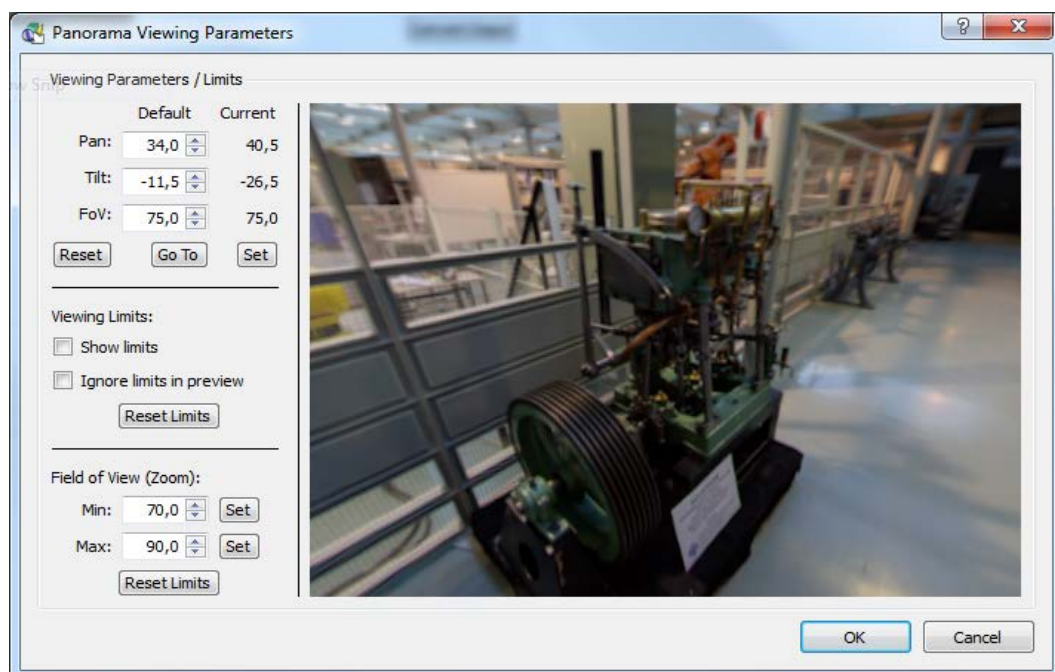 Panorama Viewing Parameters
Viewing Parameters / Limits
Default Current
Pan: 34,0 40,5
Tilt: -11,5 -26,5
FoV: 75,0 75,0
Reset Go To Set
Viewing Limits:
Show limits
Ignore limits in preview
Reset Limits
Field of View (Zoom):
Min: 70,0 Set
Max: 90,0 Set
Reset Limits
OK Cancel